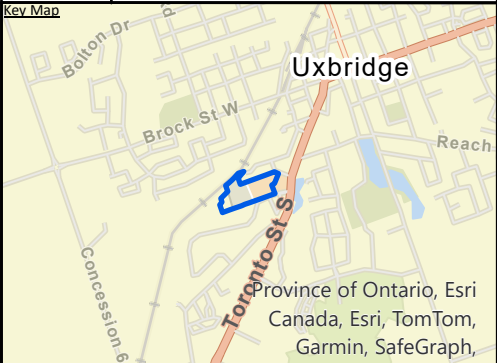 Key Map
Bolton Dr
Uxbridge
Brock St W
Reach
Concession 6
Toronto St S
Province of Ontario, Esri
Canada, Esri, TomTom,
Garmin, SafeGraph,